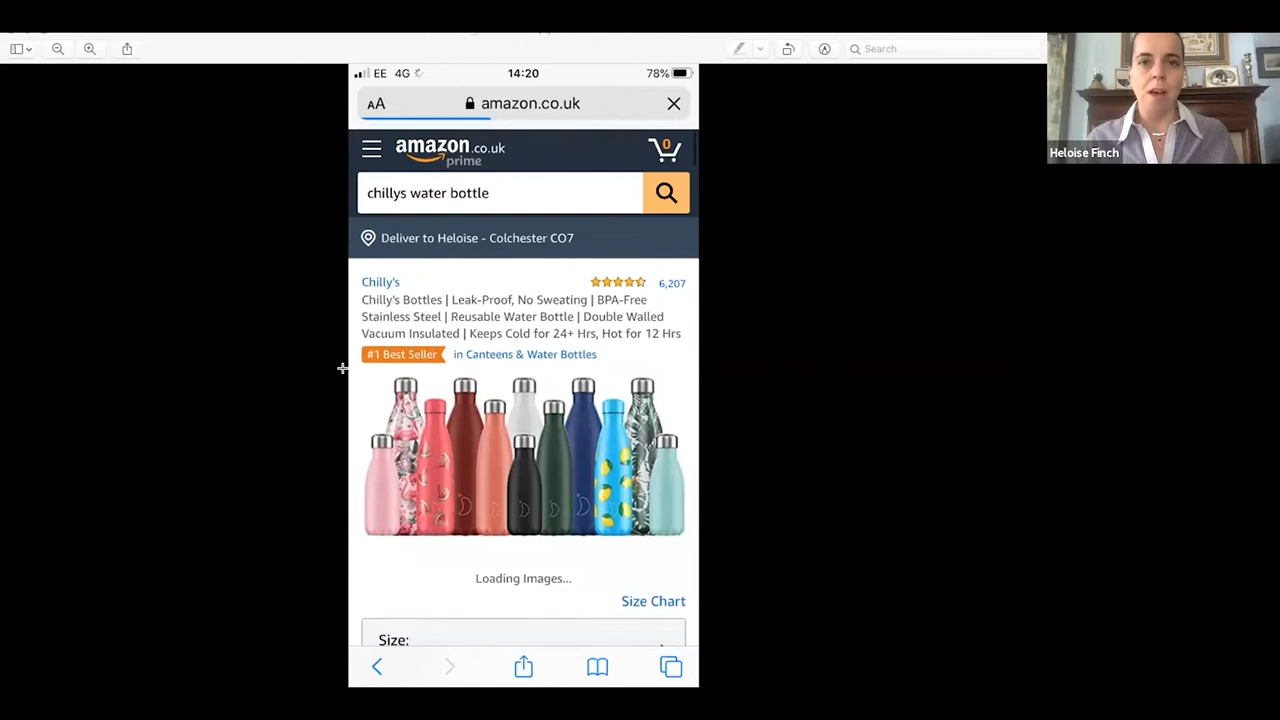 Search
EE 4G 14:20 78%
AA amazon.co.uk
amazon.co.uk
prime
0
chillys water bottle
Deliver to Heloise - Colchester CO7
Chilly's 6,207
Chilly's Bottles | Leak-Proof, No Sweating | BPA-Free
Stainless Steel | Reusable Water Bottle | Double Walled
Vacuum Insulated | Keeps Cold for 24+ Hrs, Hot for 12 Hrs
#1 Best Seller in Canteens & Water Bottles
Loading Images...
Size Chart
Size:
Heloise Finch